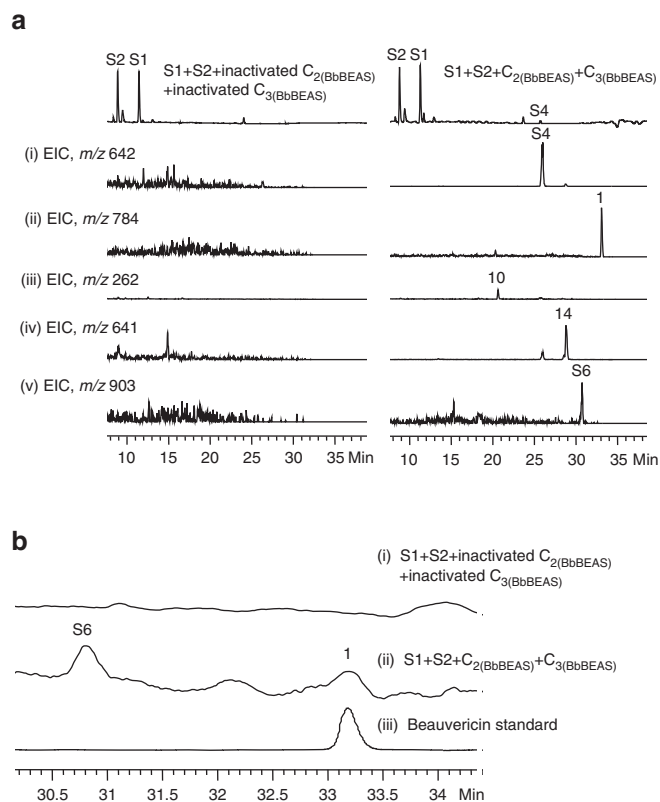 a
S2 S1
S1+S2+inactivated C2(BbBEAS)
+inactivated C3(BbBEAS)
S2 S1
S1+S2+C2(BbBEAS)+C3(BbBEAS)
S4
(i) EIC, m/z 642
S4
(ii) EIC, m/z 784
1
(iii) EIC, m/z 262
10
(iv) EIC, m/z 641
14
(v) EIC, m/z 903
S6
10 15 20 25 30 35 Min
10 15 20 25 30 35 Min
b
(i) S1+S2+inactivated C2(BbBEAS)
+inactivated C3(BbBEAS)
S6
1
(ii) S1+S2+C2(BbBEAS)+C3(BbBEAS)
(iii) Beauvericin standard
30.5 31 31.5 32 32.5 33 33.5 34 Min